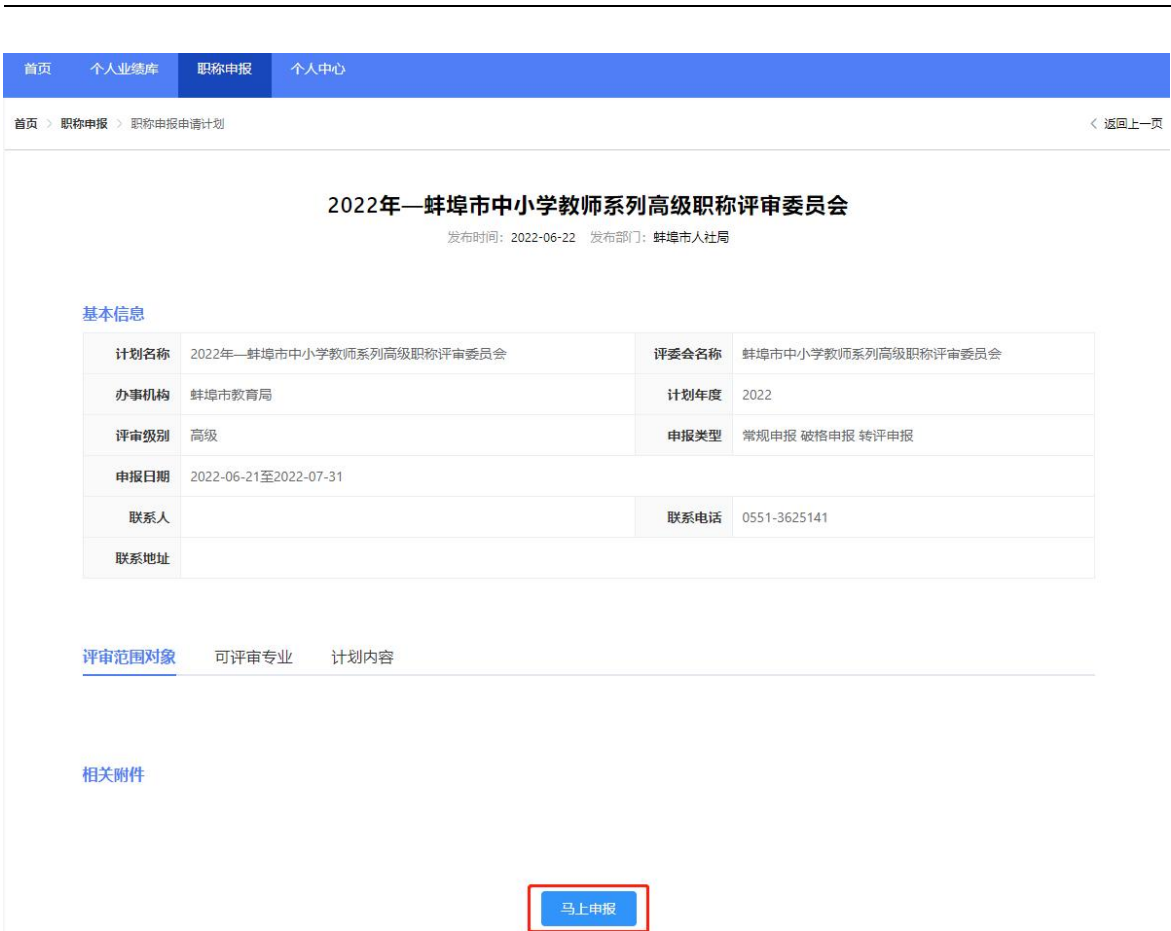 首页 个人业绩库 职称申报 个人中心
首页 > 职称申报 > 职称申报申请计划 < 返回上一页
2022年—蚌埠市中小学教师系列高级职称评审委员会
发布时间：2022-06-22 发布部门：蚌埠市人社局
基本信息
计划名称 2022年—蚌埠市中小学教师系列高级职称评审委员会 评委会名称 蚌埠市中小学教师系列高级职称评审委员会
办事机构 蚌埠市教育局 计划年度 2022
评审级别 高级 申报类型 常规申报 破格申报 转评申报
申报日期 2022-06-21至2022-07-31
联系人 联系电话 0551-3625141
联系地址
评审范围对象 可评审专业 计划内容
相关附件
马上申报